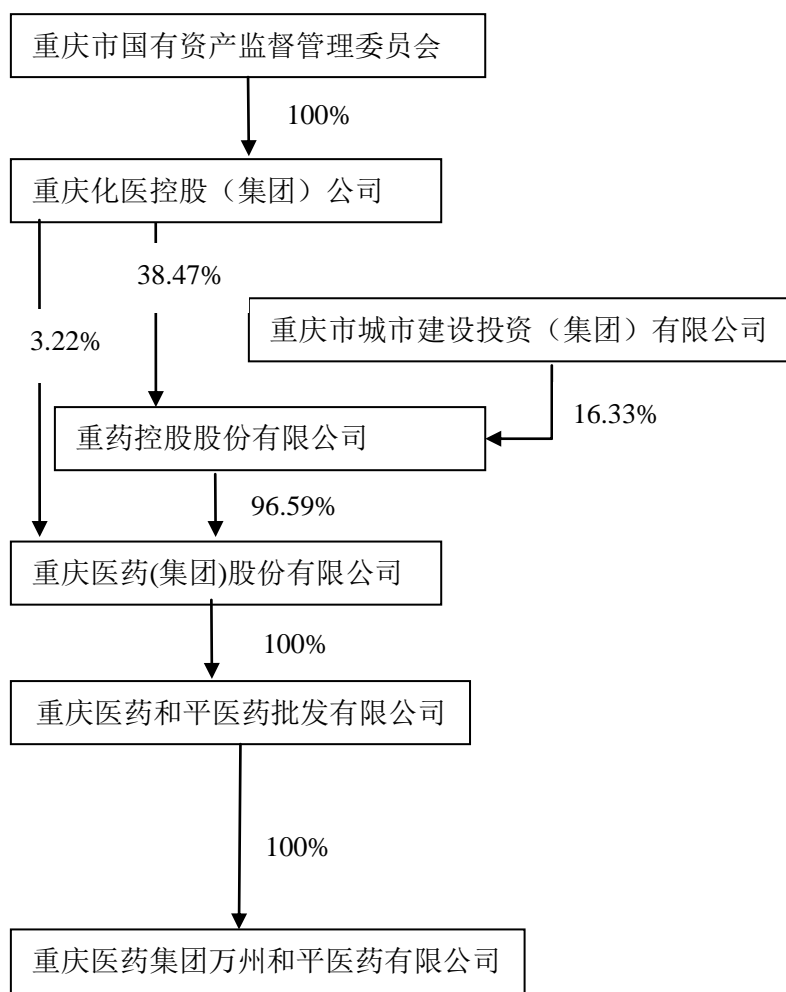 重庆市国有资产监督管理委员会
100%
重庆化医控股（集团）公司
38.47%
重庆市城市建设投资（集团）有限公司
3.22%
16.33%
重药控股股份有限公司
96.59%
重庆医药(集团)股份有限公司
100%
重庆医药和平医药批发有限公司
100%
重庆医药集团万州和平医药有限公司